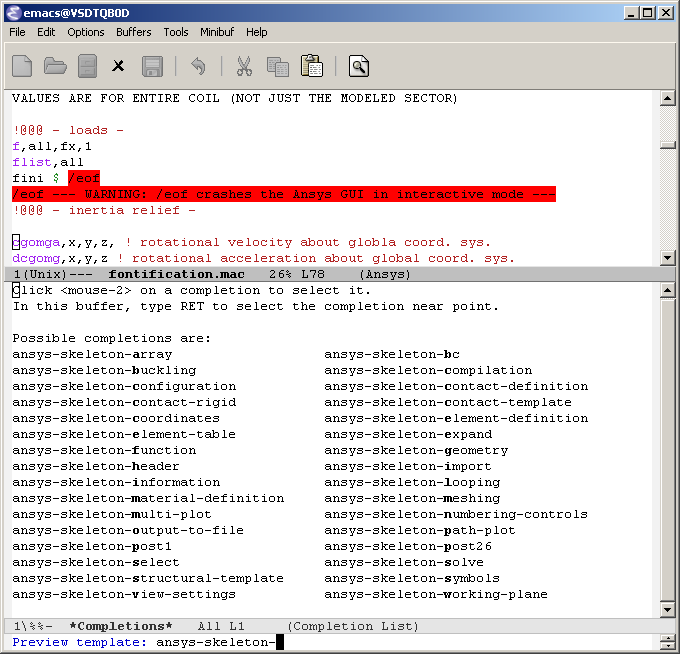 emacs@VSDTQB0D
File Edit Options Buffers Tools Minibuf Help
VALUES ARE FOR ENTIRE COIL (NOT JUST THE MODELED SECTOR)
!@@@ - loads -
f,all,fx,1
flist,all
fini $ /eof
/eof --- WARNING: /eof crashes the Ansys GUI in interactive mode ---
!@@@ - inertia relief -
cgomga,x,y,z, ! rotational velocity about globla coord. sys.
dcgomg,x,y,z ! rotational acceleration about global coord. sys.
1(Unix)--- fontification.mac 26% L78 (Ansys)
Click <mouse-2> on a completion to select it.
In this buffer, type RET to select the completion near point.
Possible completions are:
ansys-skeleton-array ansys-skeleton-bc
ansys-skeleton-buckling ansys-skeleton-compilation
ansys-skeleton-configuration ansys-skeleton-contact-definition
ansys-skeleton-contact-rigid ansys-skeleton-contact-template
ansys-skeleton-coordinates ansys-skeleton-element-definition
ansys-skeleton-element-table ansys-skeleton-expand
ansys-skeleton-function ansys-skeleton-geometry
ansys-skeleton-header ansys-skeleton-import
ansys-skeleton-information ansys-skeleton-looping
ansys-skeleton-material-definition ansys-skeleton-meshing
ansys-skeleton-multi-plot ansys-skeleton-numbering-controls
ansys-skeleton-output-to-file ansys-skeleton-path-plot
ansys-skeleton-post1 ansys-skeleton-post26
ansys-skeleton-select ansys-skeleton-solve
ansys-skeleton-structural-template ansys-skeleton-symbols
ansys-skeleton-view-settings ansys-skeleton-working-plane
1\%%- *Completions* All L1 (Completion List)
Preview template: ansys-skeleton-